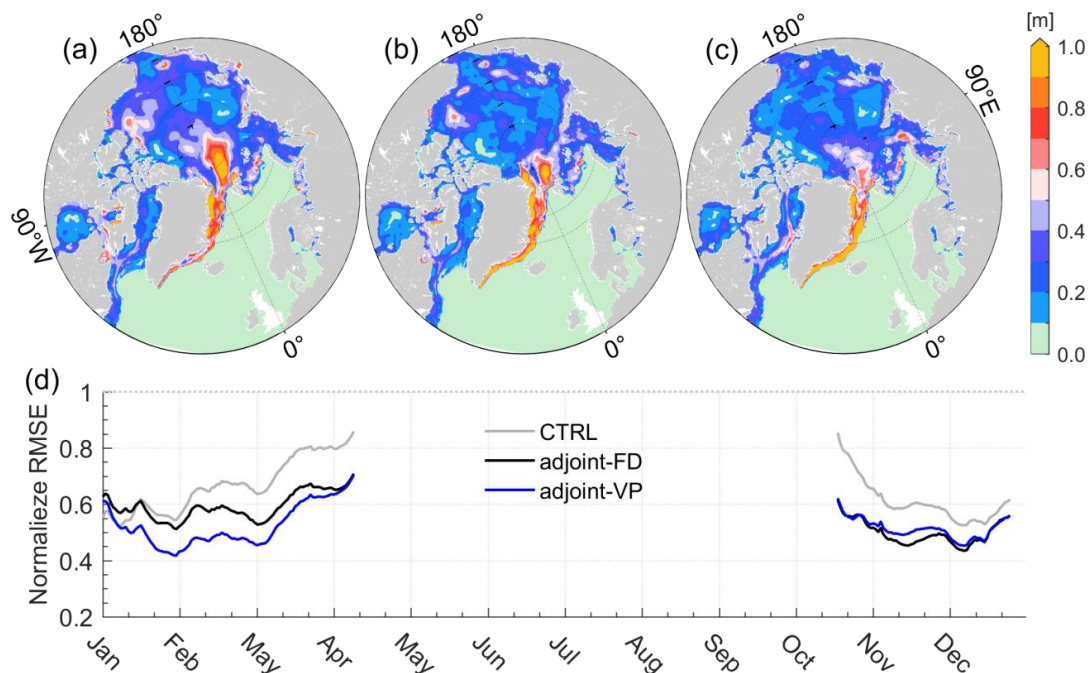 [m]
(a) 180° (b) 180° (c) 180°
1.0
90°E
0.8
0.6
0.4
90°W
0.2
0° 0° 0° 0.0
(d)
1
CTRL
0.8
adjoint-FD
adjoint-VP
0.6
0.4
0.2
Normalieze RMSE
Jan Feb May Apr May Jun Jul Aug Sep Oct Nov Dec